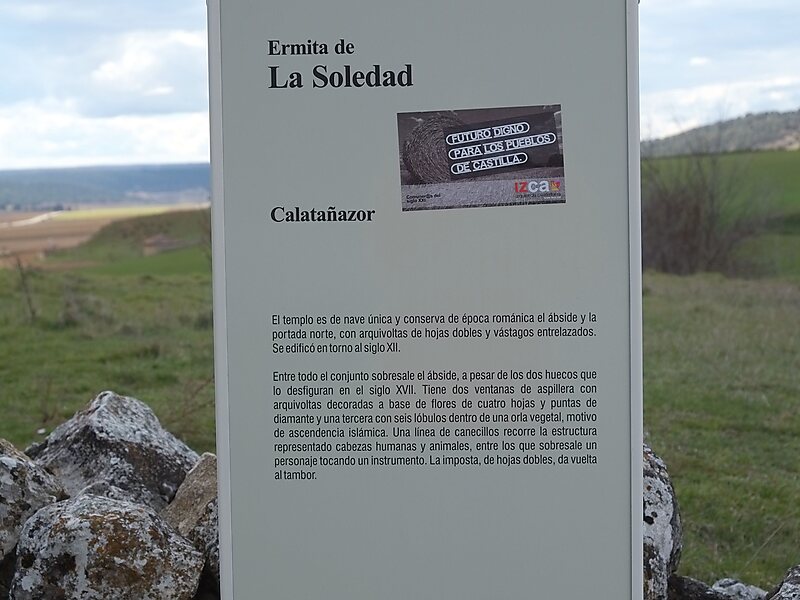 Ermita de
La Soledad
FUTURO DIGNO
PARA LOS PUEBLOS
DE CASTILLA.
izca
Calatañazor
El templo es de nave única y conserva de época románica el ábside y la
portada norte, con arquivoltas de hojas dobles y vástagos entrelazados.
Se edificó en torno al siglo XII.
Entre todo el conjunto sobresale el ábside, a pesar de los dos huecos que
lo desfiguran en el siglo XVII. Tiene dos ventanas de aspillera con
arquivoltas decoradas a base de flores de cuatro hojas y puntas de
diamante y una tercera con seis lóbulos dentro de una orla vegetal, motivo
de ascendencia islámica. Una línea de canecillos recorre la estructura
representado cabezas humanas y animales, entre los que sobresale un
personaje tocando un instrumento. La imposta, de hojas dobles, da vuelta
al tambor.